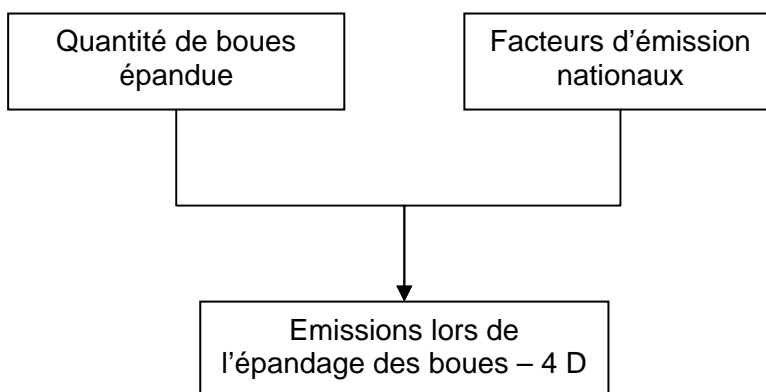 Quantité de boues
épandue
Facteurs d'émission
nationaux
Emissions lors de
l'épandage des boues – 4 D